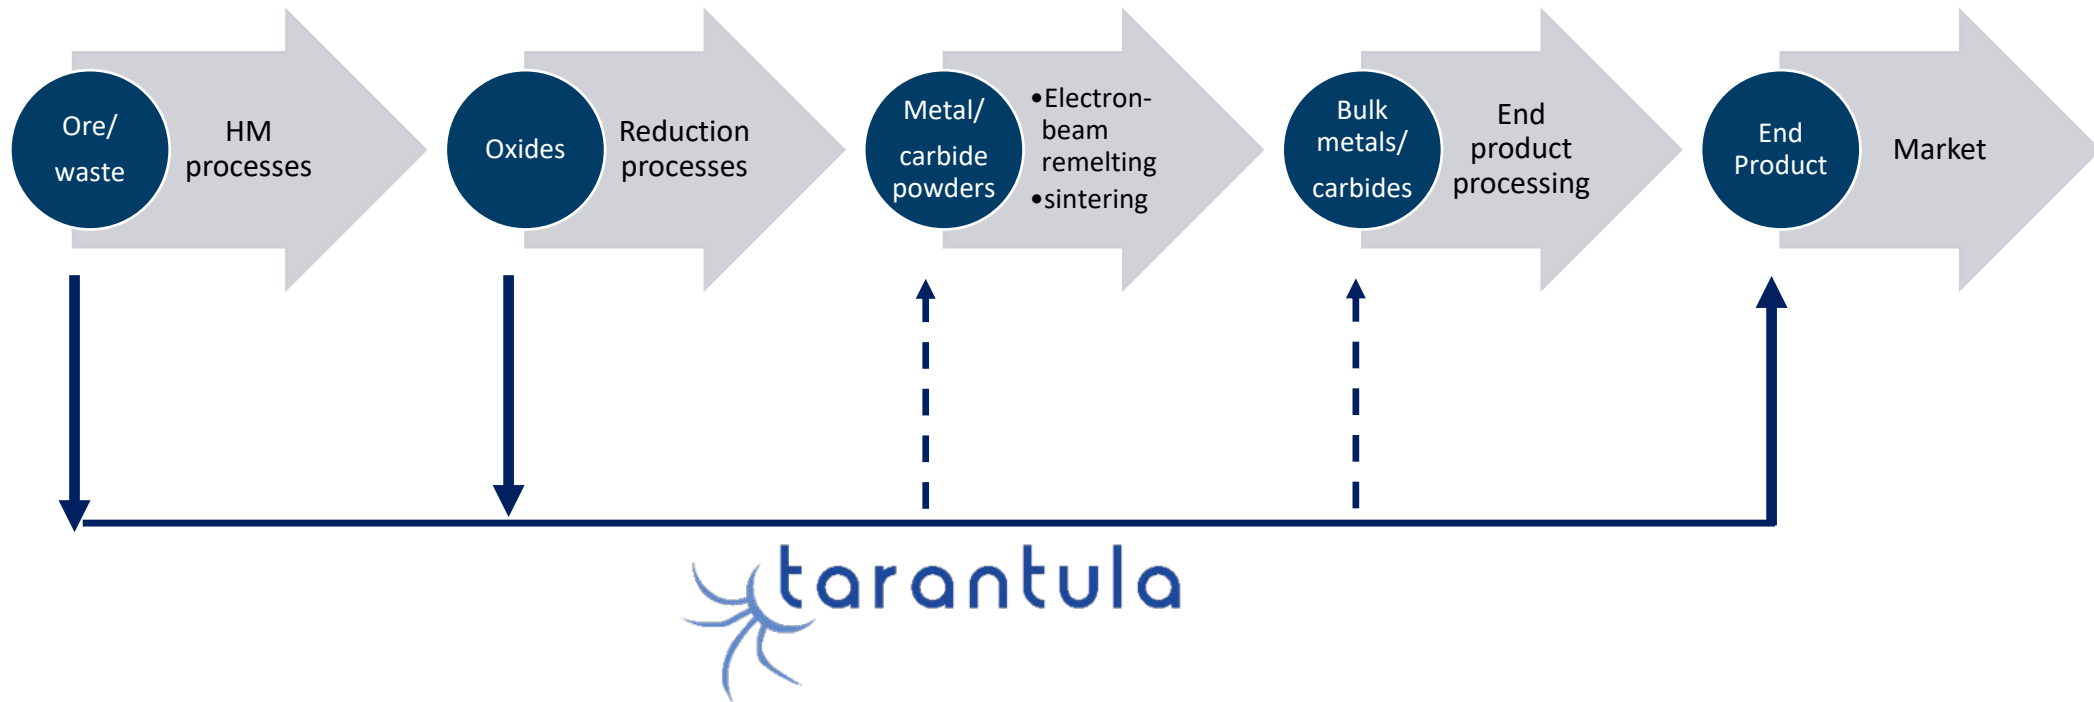 Ore/
waste
HM
processes
Oxides
Reduction
processes
Metal/
carbide
powders
•Electron-
beam
remelting
•sintering
Bulk
metals/
carbides
End
product
processing
End
Product
Market
tarantula